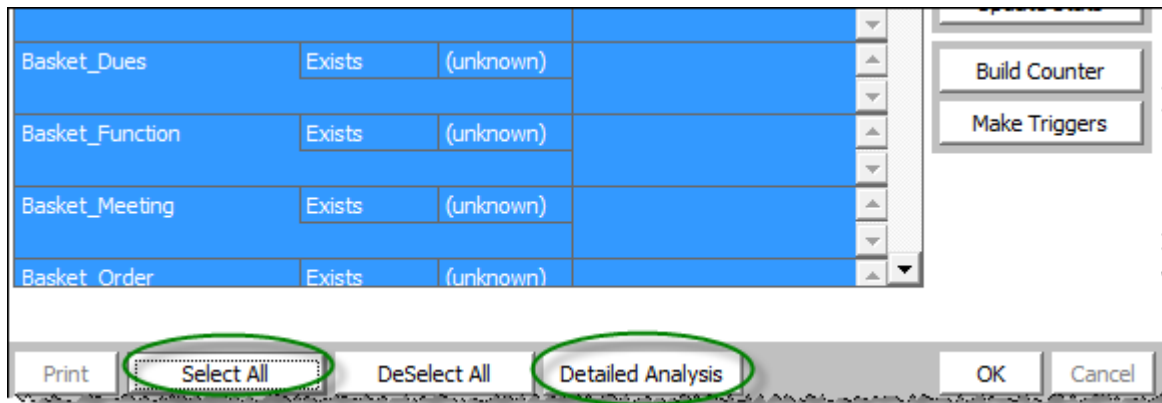 Basket_Dues Exists (unknown)
Build Counter
Basket_Function Exists (unknown)
Make Triggers
Basket_Meeting Exists (unknown)
Basket_Order Exists (unknown)
Print Select All DeSelect All Detailed Analysis OK Cancel